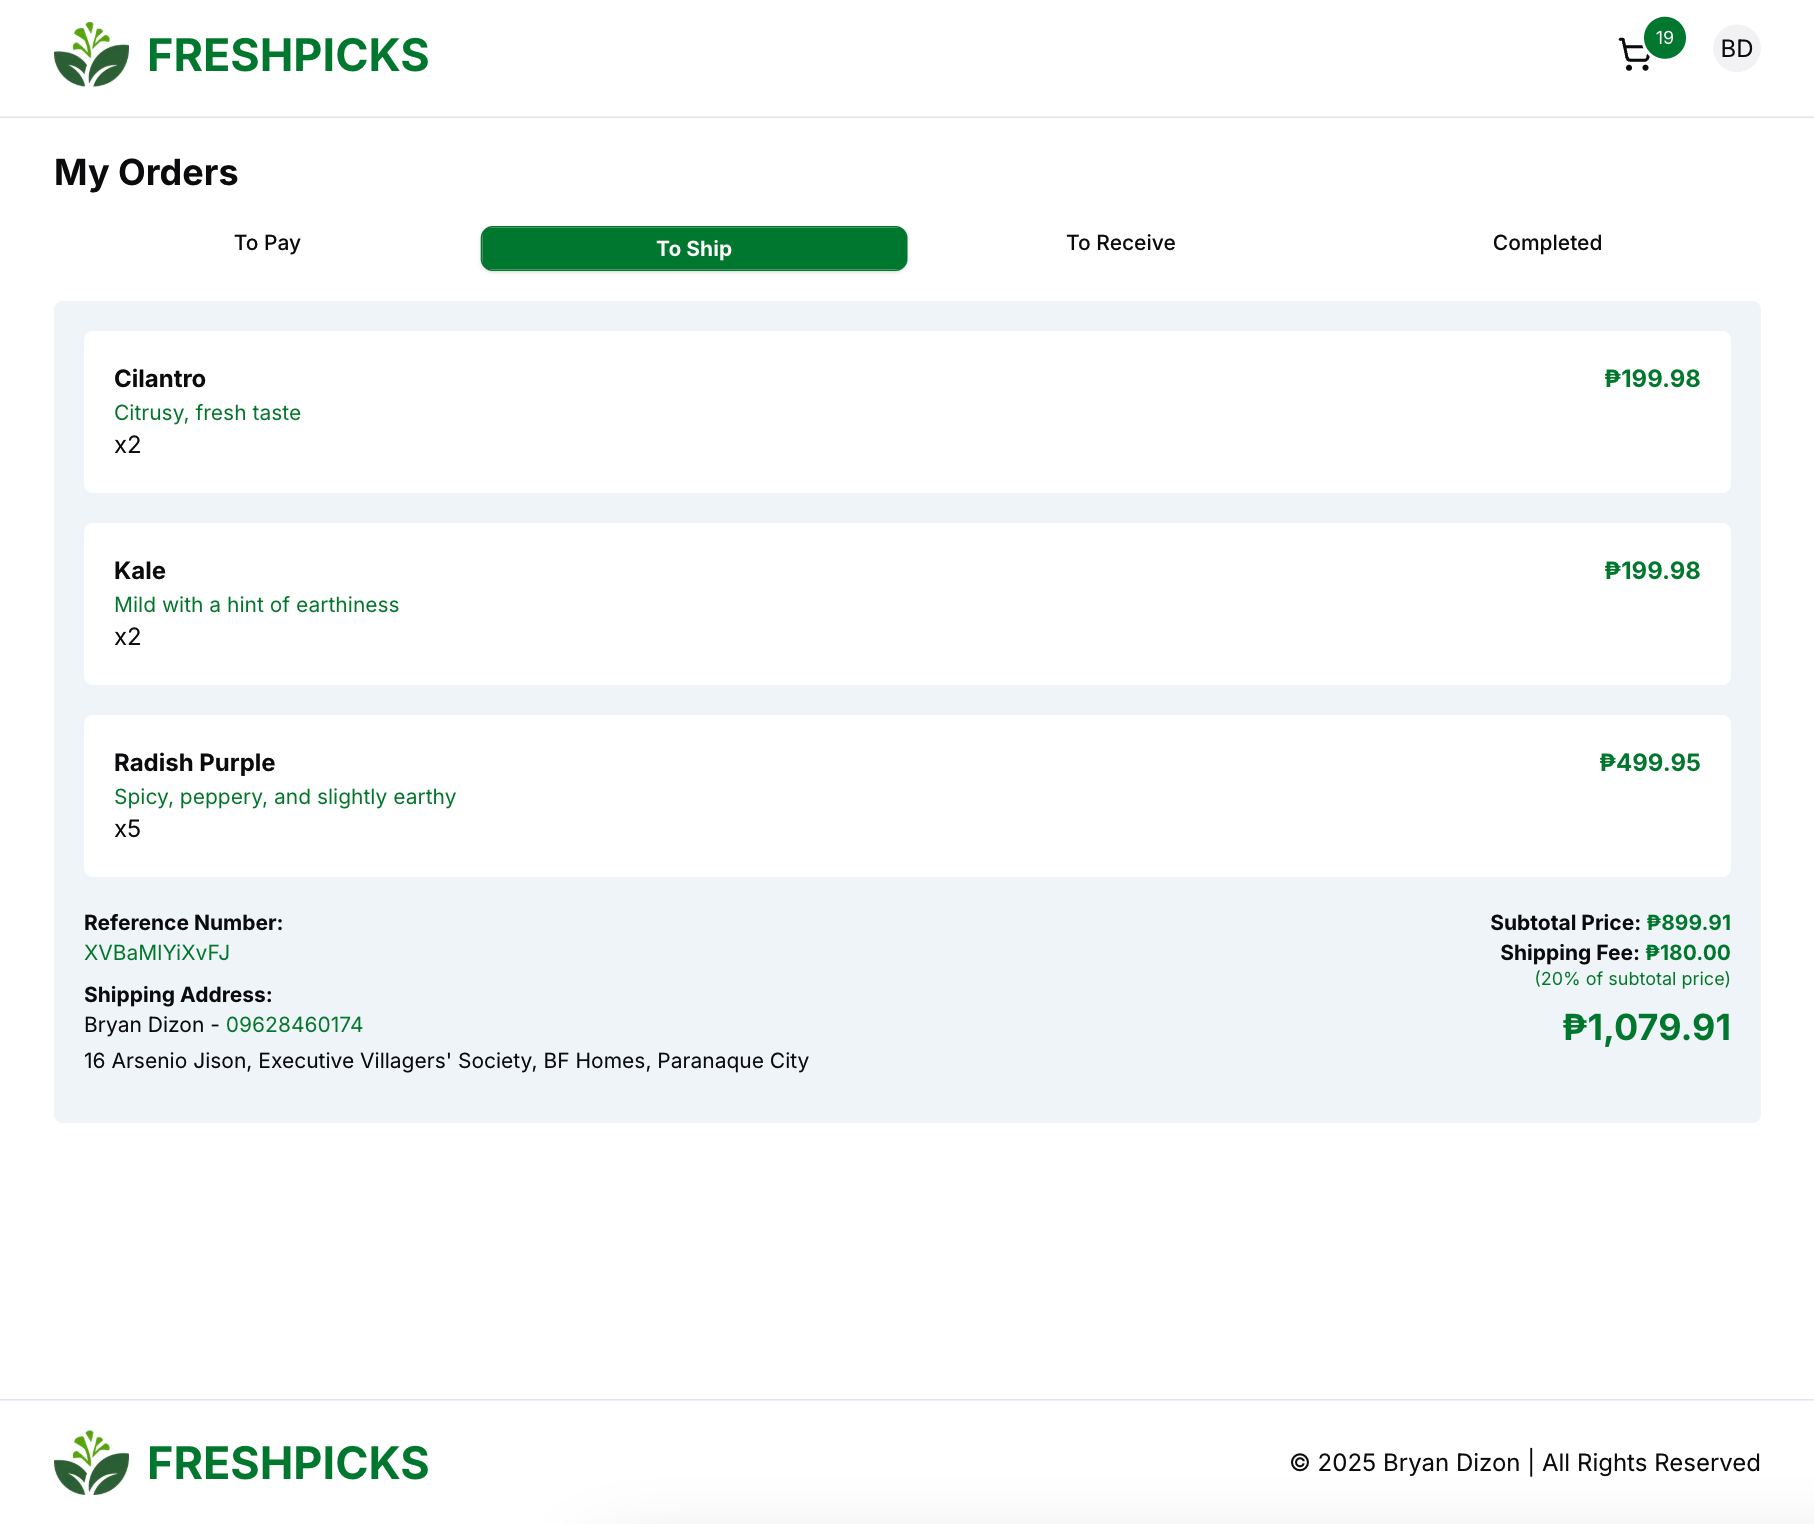 FRESHPICKS
19
BD
My Orders
To Pay
To Ship
To Receive
Completed
Cilantro
₱199.98
Citrusy, fresh taste
x2
Kale
₱199.98
Mild with a hint of earthiness
x2
Radish Purple
₱499.95
Spicy, peppery, and slightly earthy
x5
Reference Number:
XVBaMlYiXvFJ
Shipping Address:
Bryan Dizon - 09628460174
16 Arsenio Jison, Executive Villagers' Society, BF Homes, Paranaque City
Subtotal Price: ₱899.91
Shipping Fee: ₱180.00
(20% of subtotal price)
₱1,079.91
FRESHPICKS
© 2025 Bryan Dizon | All Rights Reserved